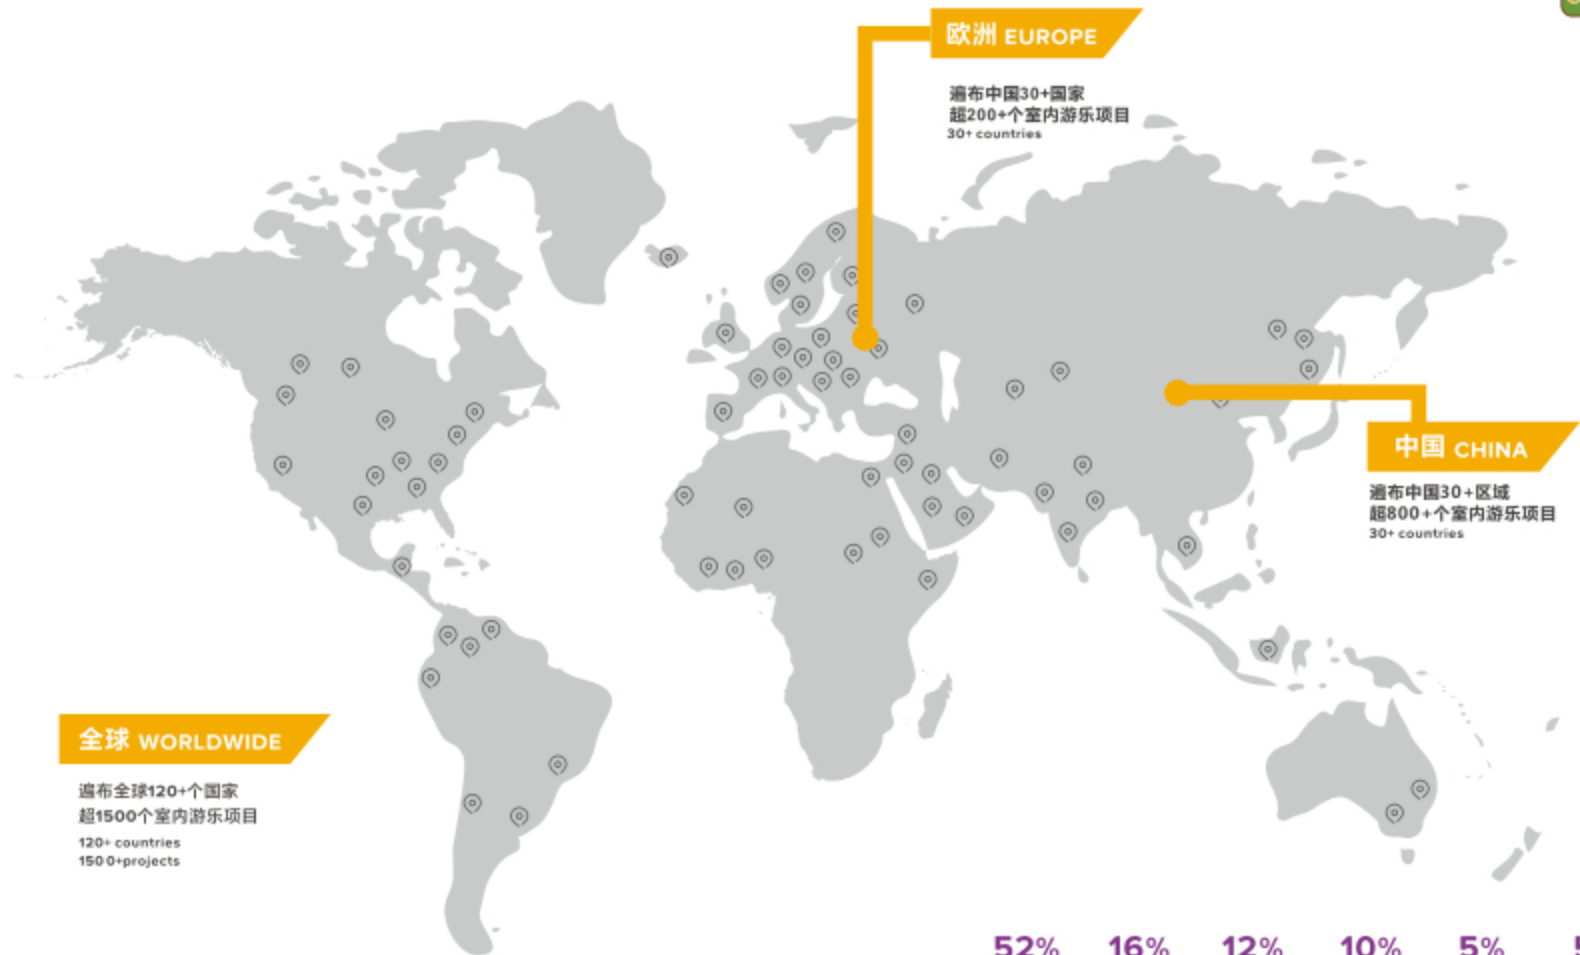 欧洲 EUROPE
遍布中国30+国家
超200+个室内游乐项目
30+ countries
中国 CHINA
遍布中国30+区域
超800+个室内游乐项目
30+ countries
全球 WORLDWIDE
遍布全球120+个国家
超1500个室内游乐项目
120+ countries
150 0+projects
52% 16% 12% 10% 5%